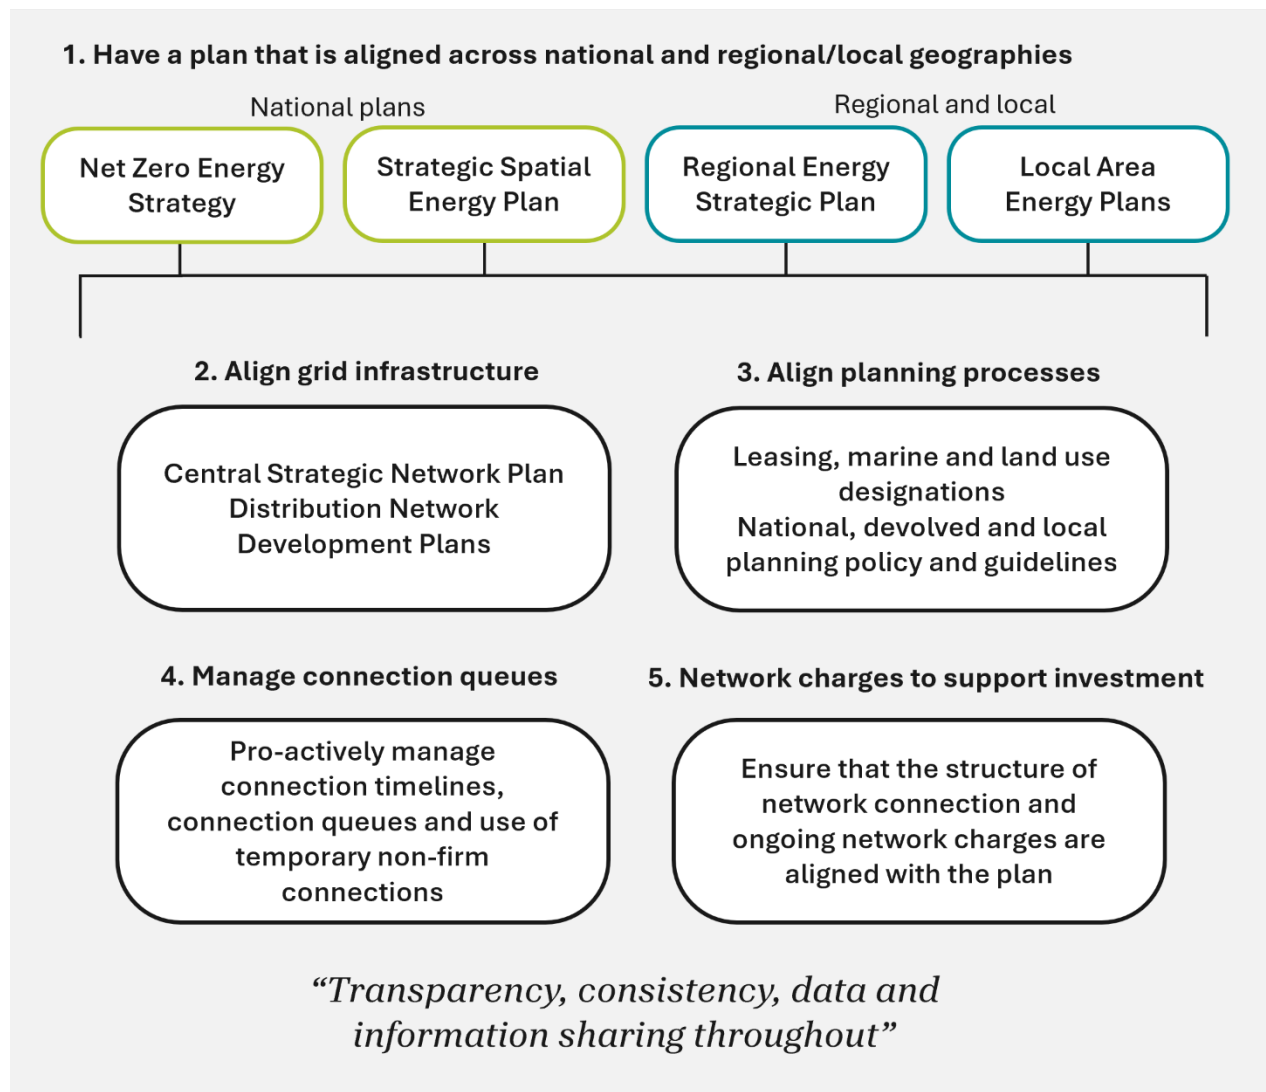 1. Have a plan that is aligned across national and regional/local geographies
National plans
Regional and local
Net Zero Energy
Strategy
Strategic Spatial
Energy Plan
Regional Energy
Strategic Plan
Local Area
Energy Plans
2. Align grid infrastructure
Central Strategic Network Plan
Distribution Network
Development Plans
3. Align planning processes
Leasing, marine and land use
designations
National, devolved and local
planning policy and guidelines
4. Manage connection queues
Pro-actively manage
connection timelines,
connection queues and use of
temporary non-firm
connections
5. Network charges to support investment
Ensure that the structure of
network connection and
ongoing network charges are
aligned with the plan
“Transparency, consistency, data and
information sharing throughout”